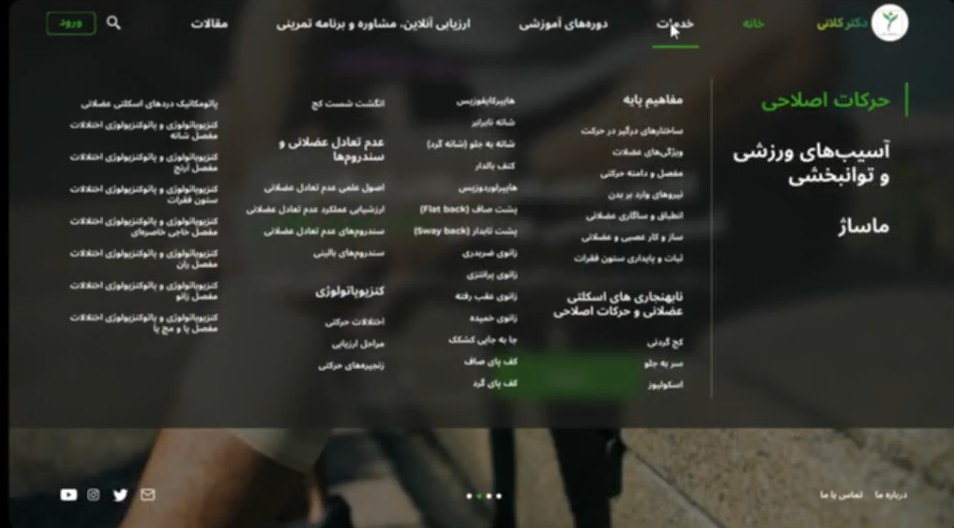 دکتر کلانی
خانه
خدمات
دوره‌های آموزشی
ارزیابی آنلاین، مشاوره و برنامه تمرینی
مقالات
ورود
حرکات اصلاحی
آسیب‌های ورزشی
و توانبخشی
ماساژ
مفاهیم پایه
ساختارهای درگیر در حرکت
ویژگی‌های عضلات
مفصل و دامنه حرکتی
نیروهای وارد بر بدن
انطباق و سازگاری عضلانی
ساز و کار عصبی و عضلانی
ثبات و پایداری ستون فقرات
نابهنجاری های اسکلتی
عضلانی و حرکات اصلاحی
کج گردنی
سر به جلو
اسکولیوز
هایپرکایفوزیس
شانه نابرابر
شانه به جلو (شانه گرد)
کتف بالدار
هایپرلوردوزیس
پشت صاف (Flat back)
پشت تابدار (Sway back)
زانوی ضربدری
زانوی پرانتزی
زانوی عقب رفته
زانوی خمیده
جا به جایی کشکک
کف پای صاف
کف پای گرد
انگشت شست کج
عدم تعادل عضلانی و
سندروم‌ها
اصول علمی عدم تعادل عضلانی
ارزشیابی عملکرد عدم تعادل عضلانی
سندروم‌های عدم تعادل عضلانی
سندروم‌های بالینی
کنزیوپاتولوژی
اختلالات حرکتی
مراحل ارزیابی
زنجیره‌های حرکتی
پاتومکانیک دردهای اسکلتی عضلانی
کنزیوپاتولوژی و پاتوکنزیولوژی اختلالات
مفصل شانه
کنزیوپاتولوژی و پاتوکنزیولوژی اختلالات
مفصل آرنج
کنزیوپاتولوژی و پاتوکنزیولوژی اختلالات
ستون فقرات
کنزیوپاتولوژی و پاتوکنزیولوژی اختلالات
مفصل حاجی خاصره‌ای
کنزیوپاتولوژی و پاتوکنزیولوژی اختلالات
مفصل ران
کنزیوپاتولوژی و پاتوکنزیولوژی اختلالات
مفصل زانو
کنزیوپاتولوژی و پاتوکنزیولوژی اختلالات
مفصل پا و مچ پا
درباره ما
تماس با ما